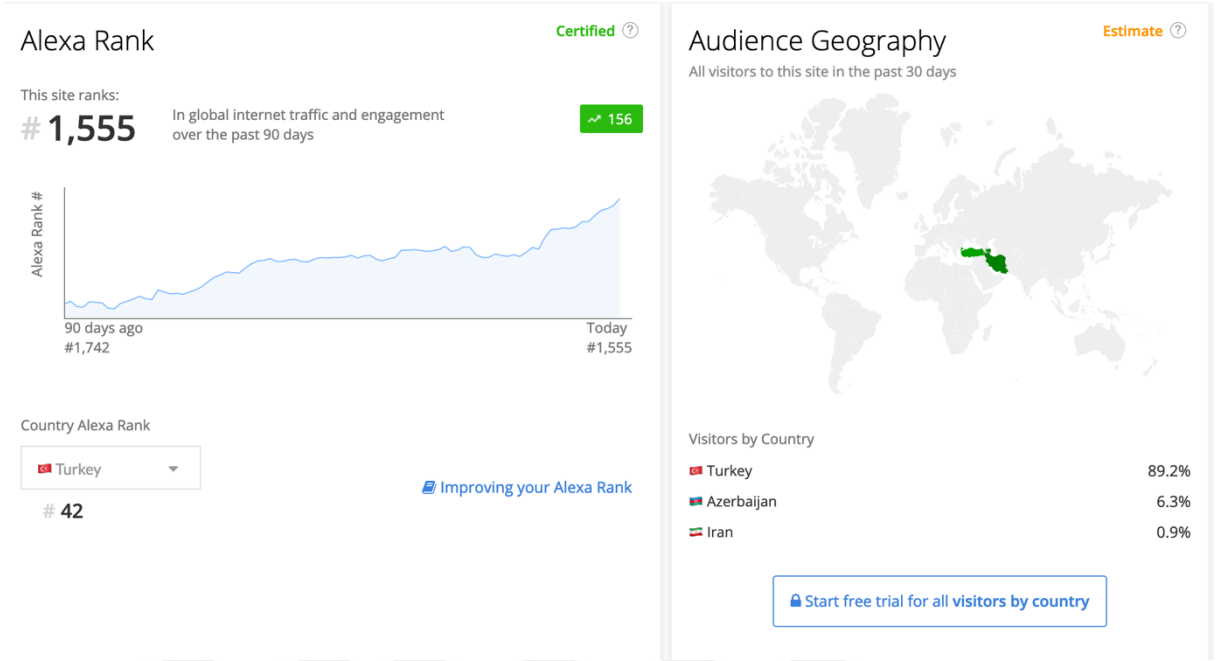 Alexa Rank
Certified ?
This site ranks:
# 1,555
In global internet traffic and engagement
over the past 90 days
156
Alexa Rank #
90 days ago
#1,742
Today
#1,555
Country Alexa Rank
Turkey
# 42
Improving your Alexa Rank
Audience Geography
Estimate ?
All visitors to this site in the past 30 days
Visitors by Country
Turkey 89.2%
Azerbaijan 6.3%
Iran 0.9%
Start free trial for all visitors by country